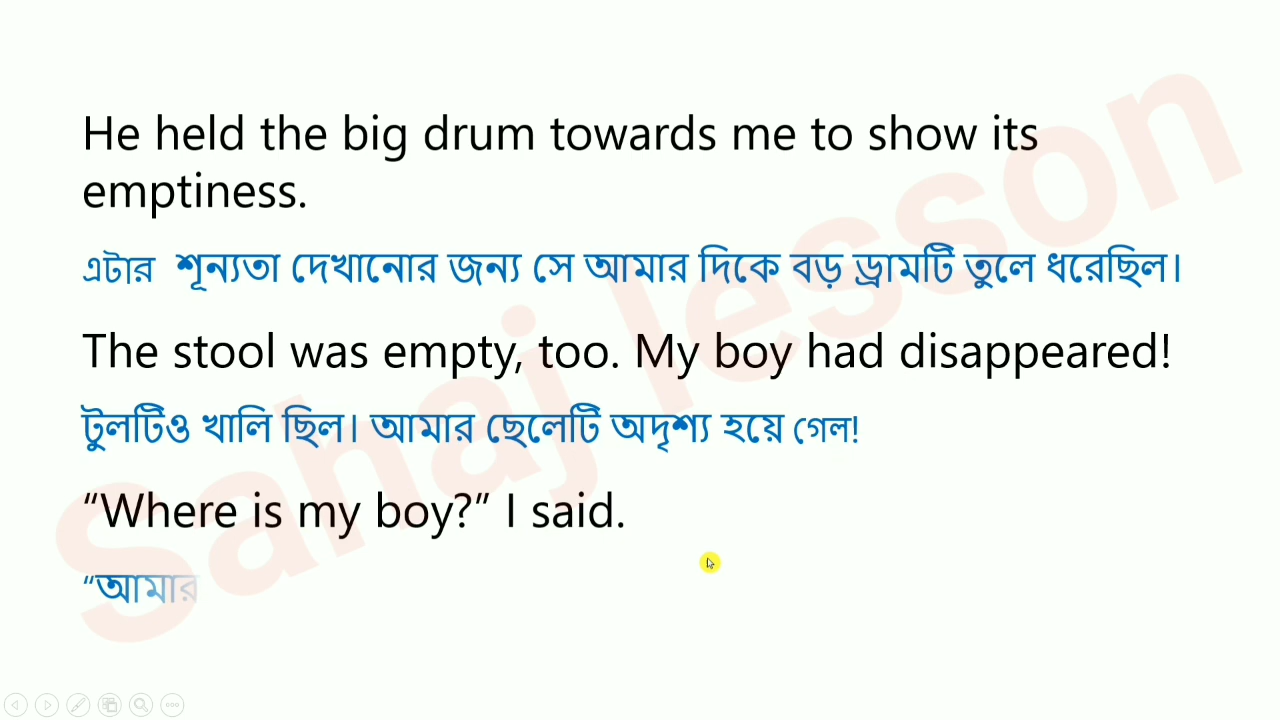 He held the big drum towards me to show its
emptiness.
এটার শূন্যতা দেখানোর জন্য সে আমার দিকে বড় ড্রামটি তুলে ধরেছিল।
The stool was empty, too. My boy had disappeared!
টুলটিও খালি ছিল। আমার ছেলেটি অদৃশ্য হয়ে গেল!
“Where is my boy?” I said.
“আমার
Sahaj lesson